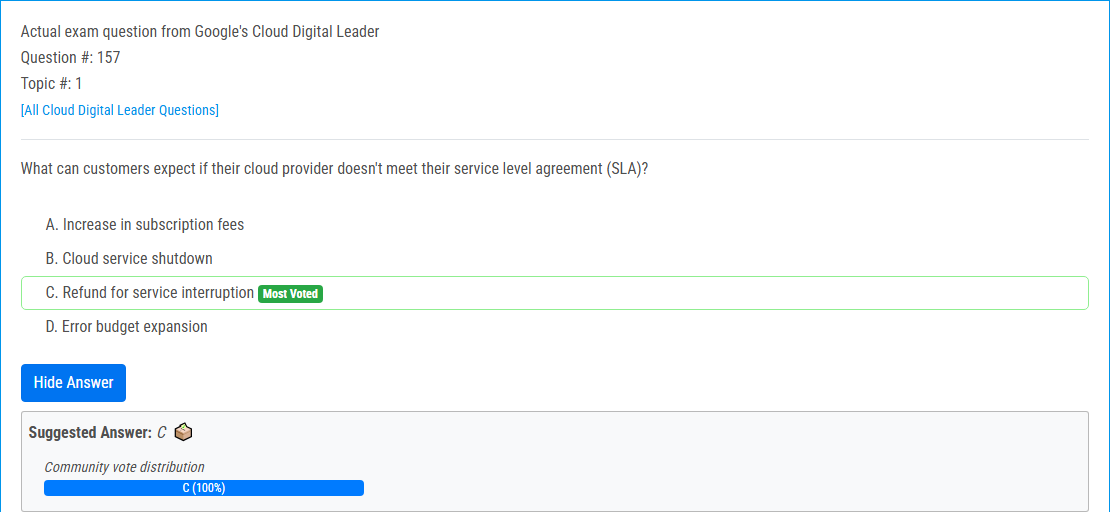 Actual exam question from Google's Cloud Digital Leader
Question #: 157
Topic #: 1
[All Cloud Digital Leader Questions]
What can customers expect if their cloud provider doesn't meet their service level agreement (SLA)?
A. Increase in subscription fees
B. Cloud service shutdown
C. Refund for service interruption Most Voted
D. Error budget expansion
Hide Answer
Suggested Answer: C
Community vote distribution
C (100%)